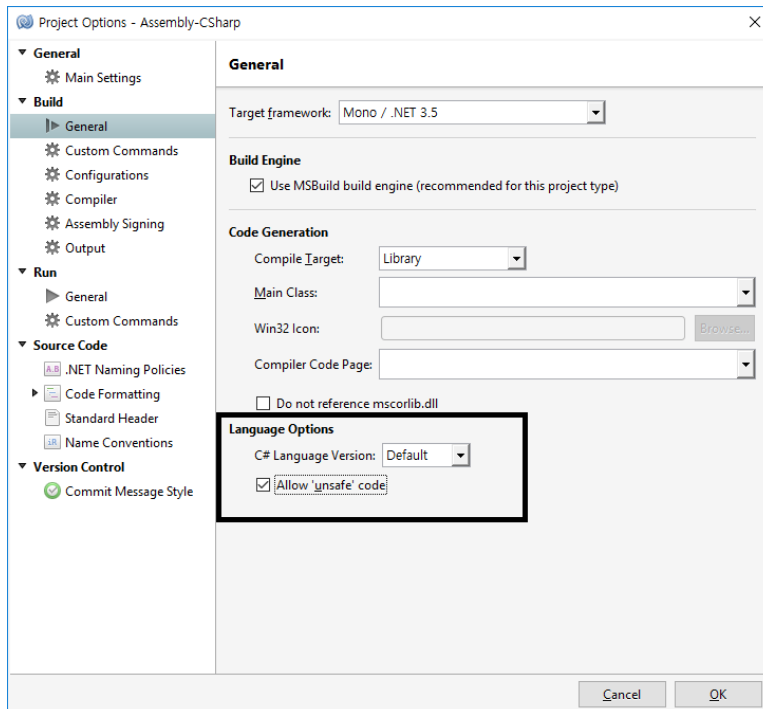 Project Options - Assembly-CSharp
General
Main Settings
Build
General
Custom Commands
Configurations
Compiler
Assembly Signing
Output
Run
General
Custom Commands
Source Code
A.B .NET Naming Policies
Code Formatting
Standard Header
iR Name Conventions
Version Control
Commit Message Style
General
Target framework: Mono / .NET 3.5
Build Engine
Use MSBuild build engine (recommended for this project type)
Code Generation
Compile Target: Library
Main Class:
Win32 Icon: Browse...
Compiler Code Page:
Do not reference mscorlib.dll
Language Options
C# Language Version: Default
Allow 'unsafe' code
Cancel OK